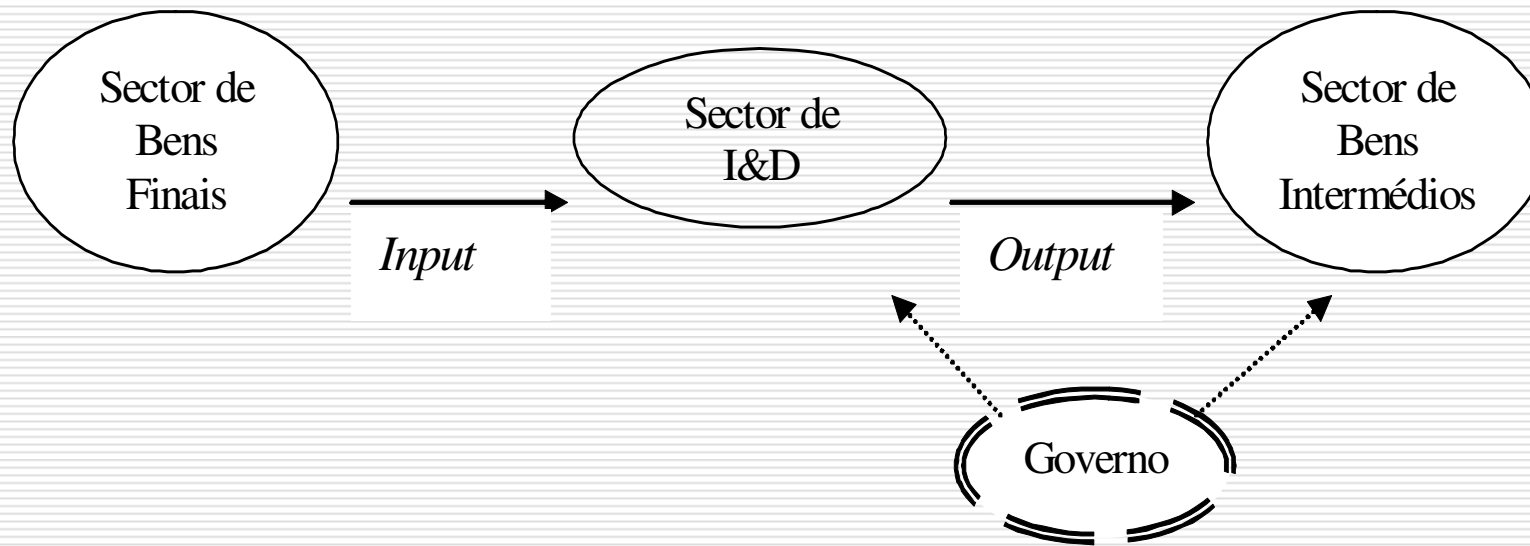 Sector de
Bens
Finais
Input
Sector de
I&D
Output
Sector de
Bens
Intermédios
Governo